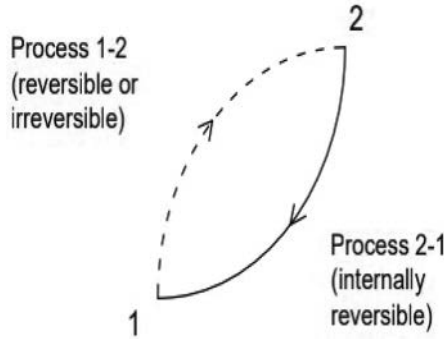 2
Process 1-2
(reversible or
irreversible)
Process 2-1
(internally
reversible)
1